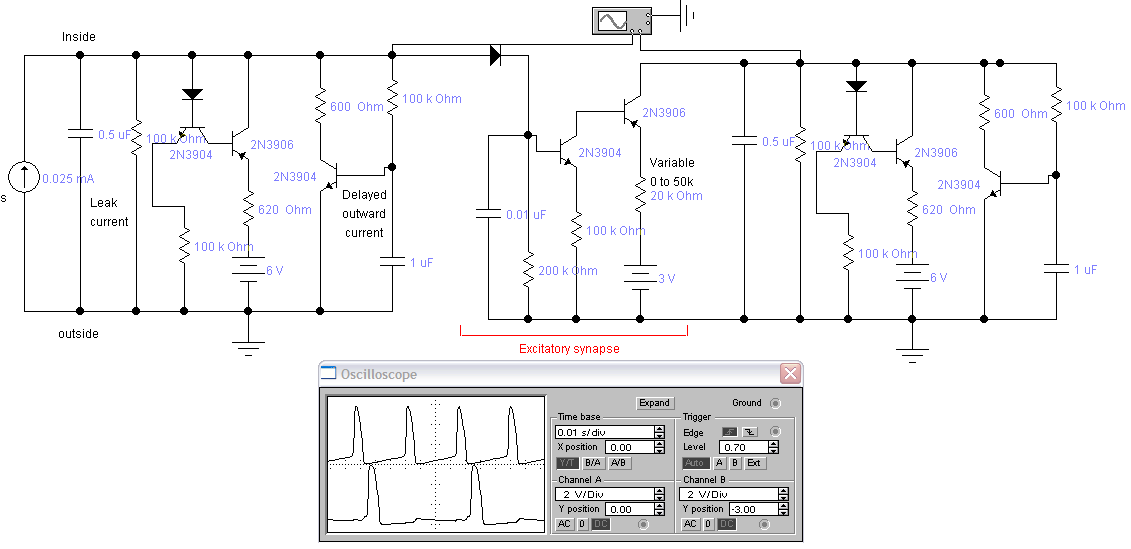 Inside
0.025 mA
s
0.5 uF
Leak
current
100 k Ohm
2N3904
100 k Ohm
2N3906
620 Ohm
6 V
600 Ohm
2N3904
Delayed
outward
current
100 k Ohm
1 uF
outside
0.01 uF
200 k Ohm
2N3904
100 k Ohm
2N3906
Variable
0 to 50k
20 k Ohm
3 V
Excitatory synapse
0.5 uF
100 k Ohm
2N3904
100 k Ohm
2N3906
620 Ohm
6 V
600 Ohm
2N3904
100 k Ohm
1 uF
Oscilloscope
Expand
Ground
Time base
0.01 s/div
X position 0.00
Y/T B/A A/B
Trigger
Edge
Level 0.70
Auto A B Ext
Channel A
2 V/Div
Y position 0.00
AC 0 DC
Channel B
2 V/Div
Y position -3.00
AC 0 DC